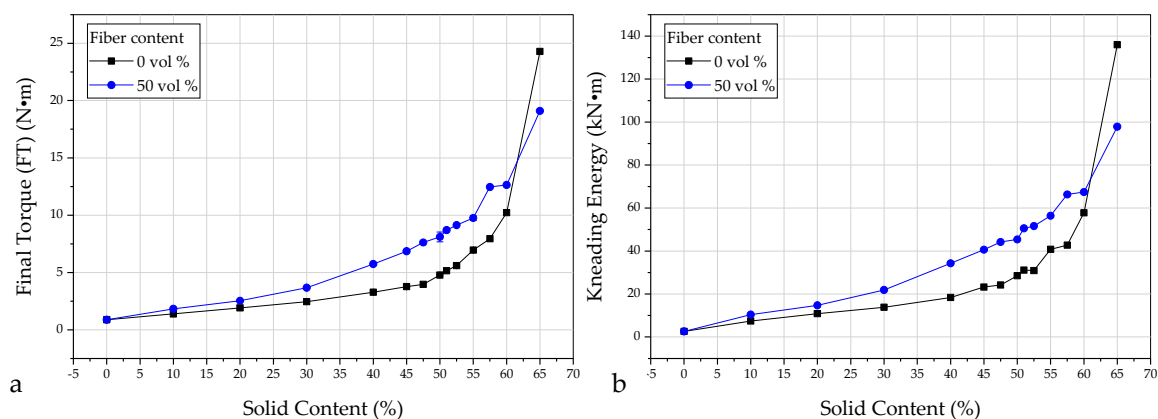 Final Torque (FT) (N•m)
25
20
15
10
5
0
Fiber content
0 vol %
50 vol %
-5 0 5 10 15 20 25 30 35 40 45 50 55 60 65 70
Solid Content (%)
a
Kneading Energy (kN•m)
140
120
100
80
60
40
20
0
Fiber content
0 vol %
50 vol %
-5 0 5 10 15 20 25 30 35 40 45 50 55 60 65 70
Solid Content (%)
b